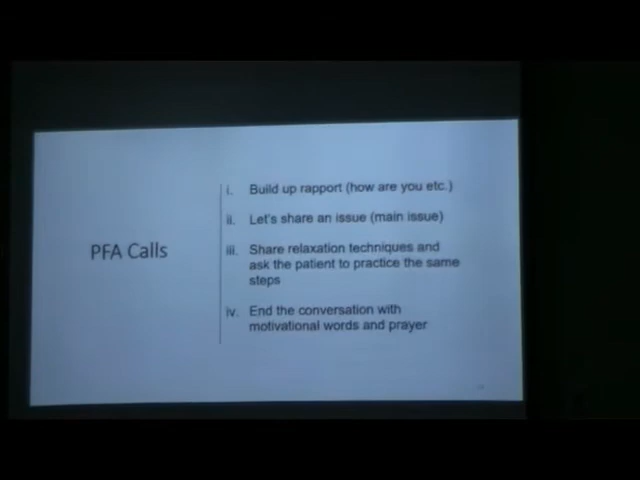 PFA Calls
i. Build up rapport (how are you etc.)
ii. Let's share an issue (main issue)
iii. Share relaxation techniques and
ask the patient to practice the same
steps
iv. End the conversation with
motivational words and prayer